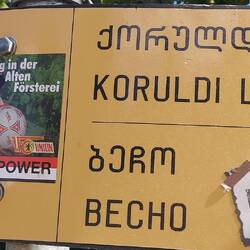 g in der
Alten
Försterei
UNION
POWER
ქორულდ
KORULDI L
ბეჩო
BECHO